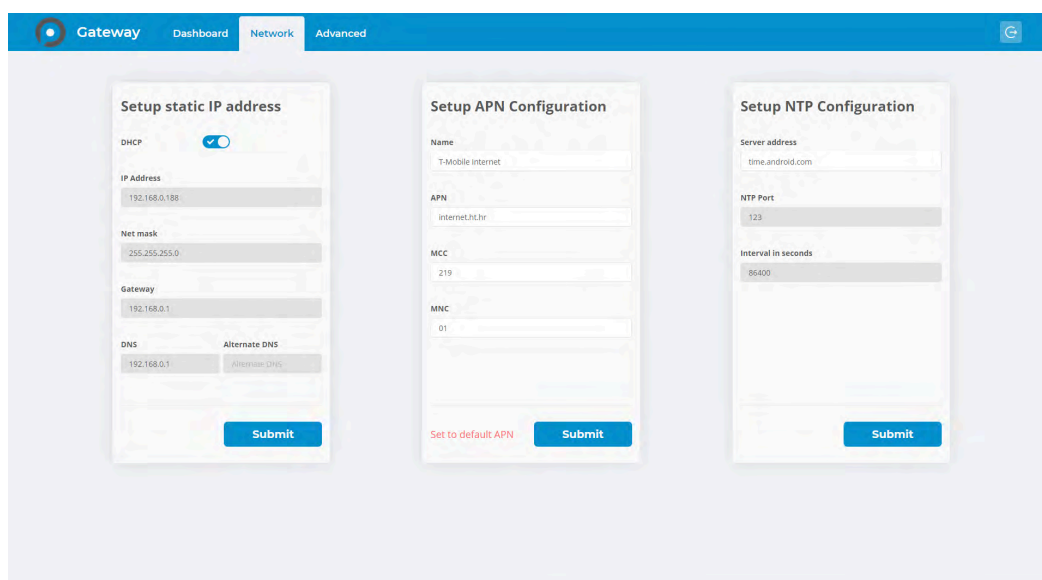 Gateway Dashboard Network Advanced
Setup static IP address
DHCP
IP Address
192.168.0.188
Net mask
255.255.255.0
Gateway
192.168.0.1
DNS Alternate DNS
192.168.0.1 Alternate DNS
Submit
Setup APN Configuration
Name
T-Mobile internet
APN
internet.ht.hr
MCC
219
MNC
01
Set to default APN Submit
Setup NTP Configuration
Server address
time.android.com
NTP Port
123
Interval in seconds
86400
Submit